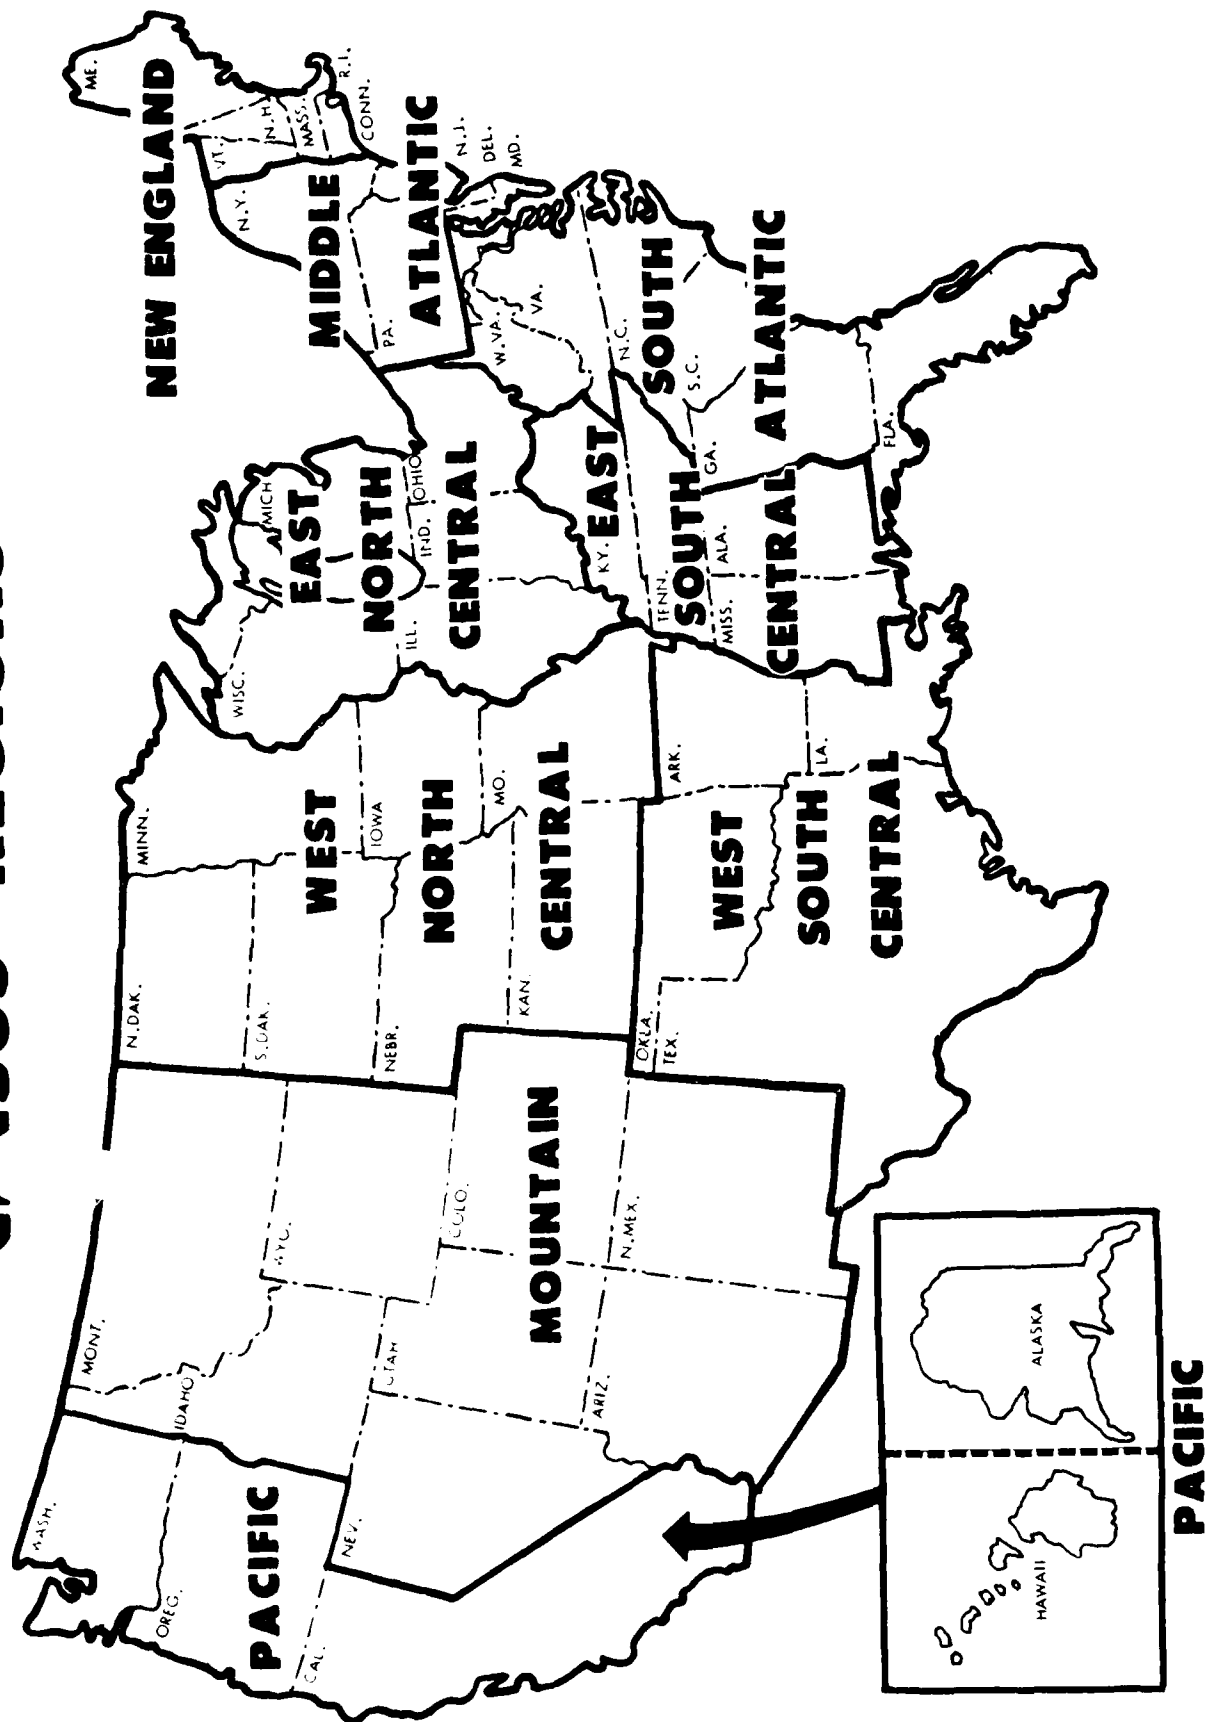 NEW ENGLAND
MIDDLE
ATLANTIC
SOUTH
ATLANTIC
EAST
NORTH
CENTRAL
EAST
SOUTH
CENTRAL
WEST
NORTH
CENTRAL
WEST
SOUTH
CENTRAL
MOUNTAIN
PACIFIC
ME.
VT.
N.H.
MASS.
R.I.
CONN.
N.Y.
N.J.
PA.
DEL.
MD.
W.VA.
VA.
N.C.
S.C.
GA.
FLA.
MICH
WISC.
ILL.
IND.
OHIO
KY.
TENN.
MISS.
ALA.
MINN.
IOWA
MO.
N.DAK.
S.DAK.
NEBR.
KAN.
ARK.
LA.
OKLA.
TEX.
MONT.
IDAHO
WYO.
COLO.
UTAH
NEV.
ARIZ.
N.MEX.
WASH.
OREG.
CAL.
HAWAII
ALASKA
PACIFIC